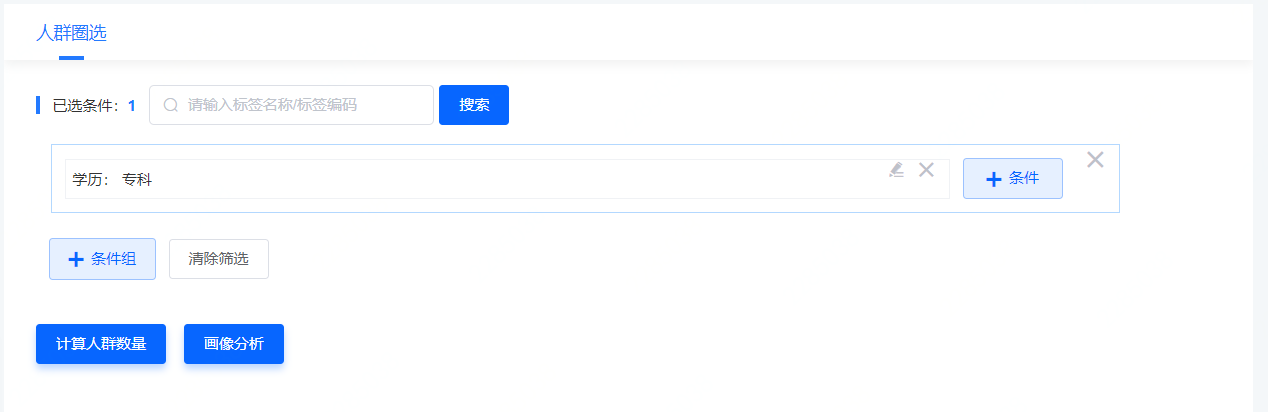 人群圈选
已选条件：1 请输入标签名称/标签编码 搜索
学历： 专科 条件
条件组 清除筛选
计算人群数量 画像分析